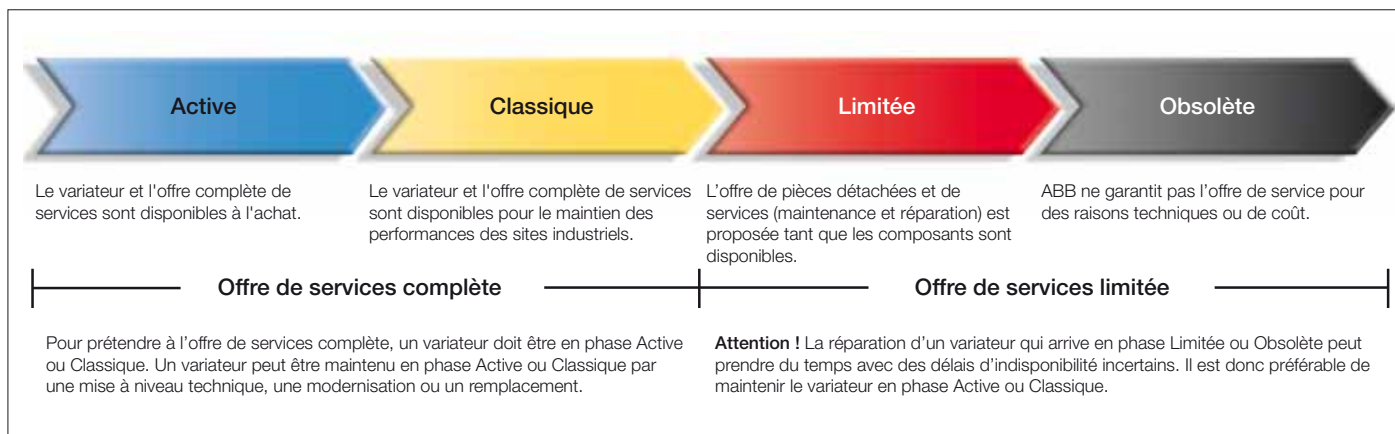 Active
Classique
Limitée
Obsolète
Le variateur et l'offre complète de
services sont disponibles à l'achat.
Le variateur et l'offre complète de services
sont disponibles pour le maintien des
performances des sites industriels.
L’offre de pièces détachées et de
services (maintenance et réparation) est
proposée tant que les composants sont
disponibles.
ABB ne garantit pas l’offre de service pour
des raisons techniques ou de coût.
Offre de services complète
Offre de services limitée
Pour prétendre à l’offre de services complète, un variateur doit être en phase Active
ou Classique. Un variateur peut être maintenu en phase Active ou Classique par
une mise à niveau technique, une modernisation ou un remplacement.
Attention ! La réparation d’un variateur qui arrive en phase Limitée ou Obsolète peut
prendre du temps avec des délais d’indisponibilité incertains. Il est donc préférable de
maintenir le variateur en phase Active ou Classique.